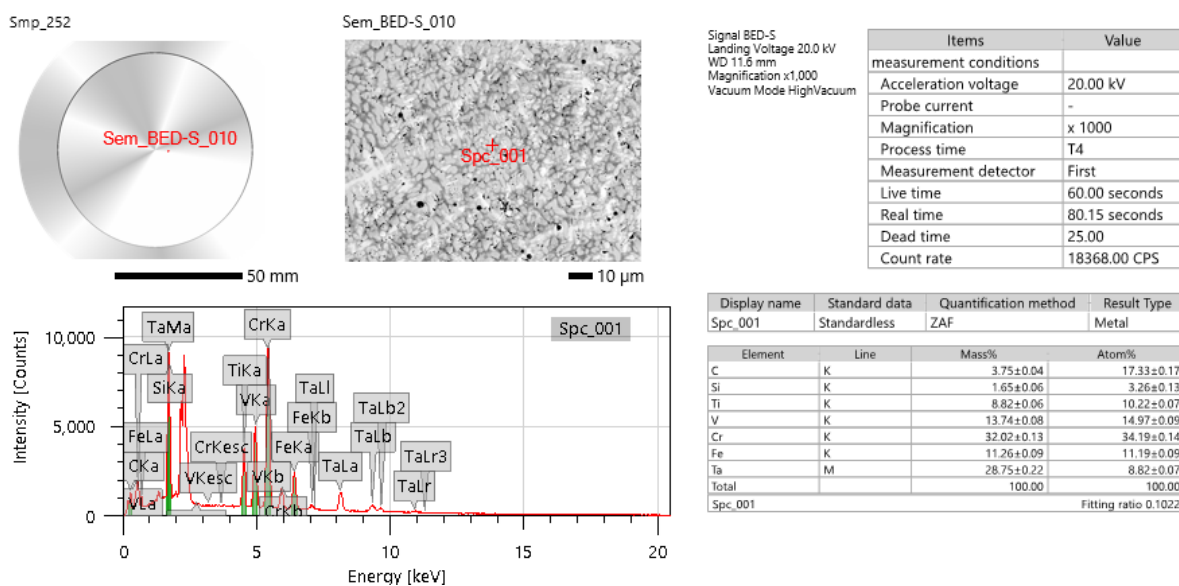 Smp_252
Sem_BED-S_010
Sem_BED-S_010
50 mm
Spc_001
10 µm
Signal BED-S
Landing Voltage 20.0 kV
WD 11.6 mm
Magnification x1,000
Vacuum Mode HighVacuum
Items Value
measurement conditions
Acceleration voltage 20.00 kV
Probe current -
Magnification x 1000
Process time T4
Measurement detector First
Live time 60.00 seconds
Real time 80.15 seconds
Dead time 25.00
Count rate 18368.00 CPS
Intensity [Counts]
10,000
5,000
0
Spc_001
TaMa
CrKa
CrLa
SiKa
TiKa
VKa
TaLl
FeKb
TaLb2
TaLb
FeLa
CKa
VLa
CrKesc
VKesc
FeKa
VKb
CrKb
TaLa
TaLr3
TaLr
0 5 10 15 20
Energy [keV]
Display name Standard data Quantification method Result Type
Spc_001 Standardless ZAF Metal
Element Line Mass% Atom%
C K 3.75±0.04 17.33±0.17
Si K 1.65±0.06 3.26±0.13
Ti K 8.82±0.06 10.22±0.07
V K 13.74±0.08 14.97±0.09
Cr K 32.02±0.13 34.19±0.14
Fe K 11.26±0.09 11.19±0.09
Ta M 28.75±0.22 8.82±0.07
Total 100.00 100.00
Spc_001 Fitting ratio 0.1022